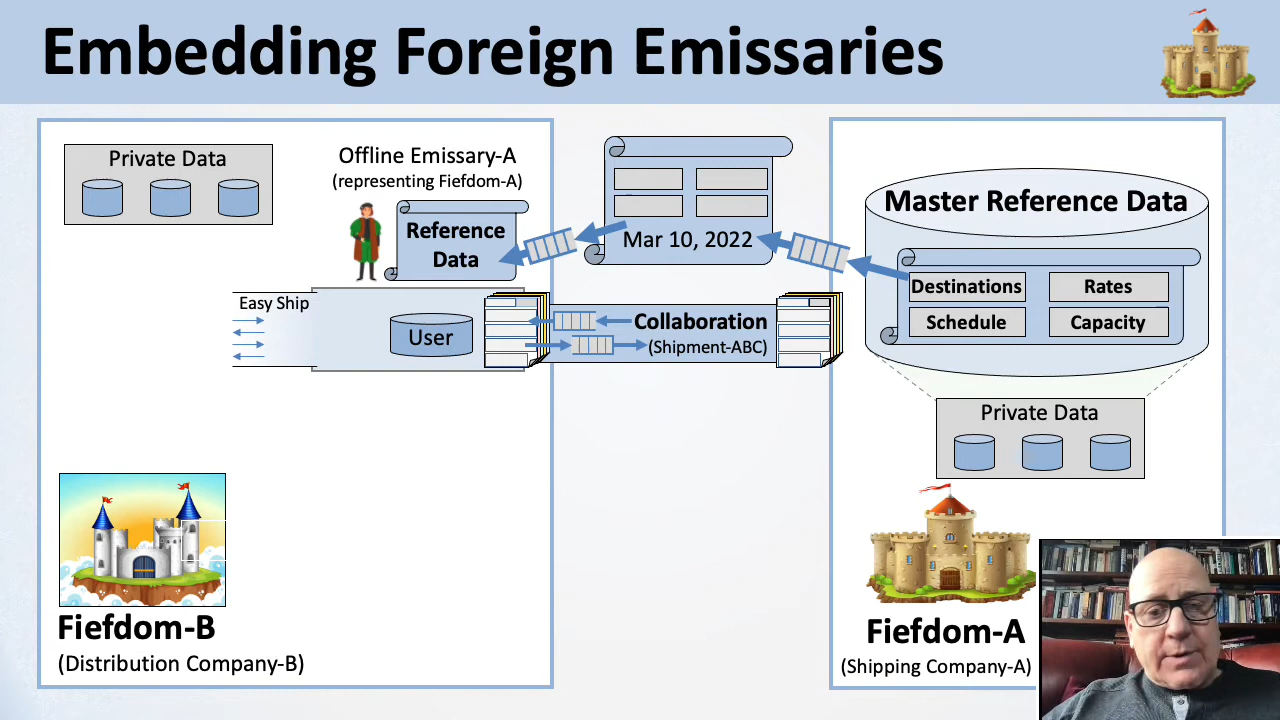 Embedding Foreign Emissaries
Private Data
Offline Emissary-A
(representing Fiefdom-A)
Reference
Data
Mar 10, 2022
Master Reference Data
Destinations
Rates
Schedule
Capacity
Easy Ship
User
Collaboration
(Shipment-ABC)
Private Data
Fiefdom-B
(Distribution Company-B)
Fiefdom-A
(Shipping Company-A)